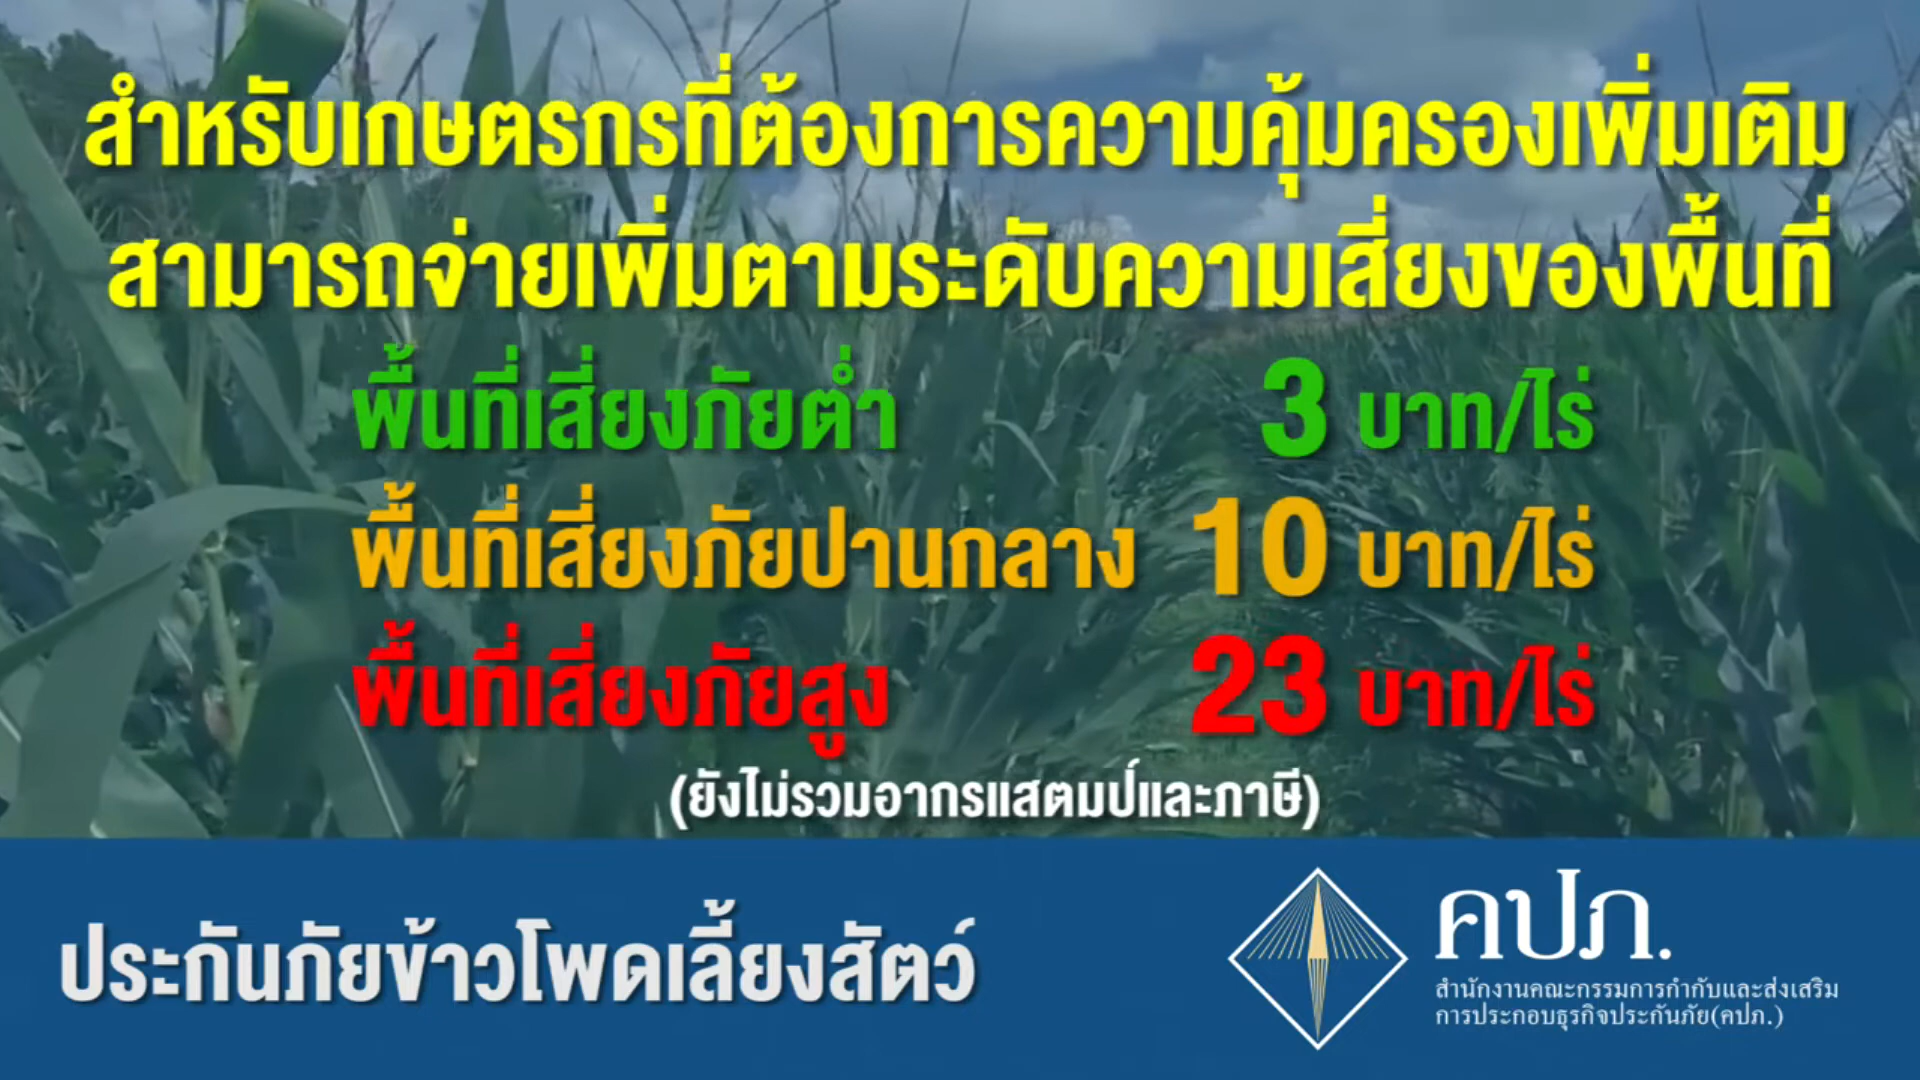 สำหรับเกษตรกรที่ต้องการความคุ้มครองเพิ่มเติม
สามารถจ่ายเพิ่มตามระดับความเสี่ยงของพื้นที่
พื้นที่เสี่ยงภัยต่ำ 3 บาท/ไร่
พื้นที่เสี่ยงภัยปานกลาง 10 บาท/ไร่
พื้นที่เสี่ยงภัยสูง 23 บาท/ไร่
(ยังไม่รวมอากรแสตมป์และภาษี)
ประกันภัยข้าวโพดเลี้ยงสัตว์
คปภ.
สำนักงานคณะกรรมการกำกับและส่งเสริม
การประกอบธุรกิจประกันภัย(คปภ.)